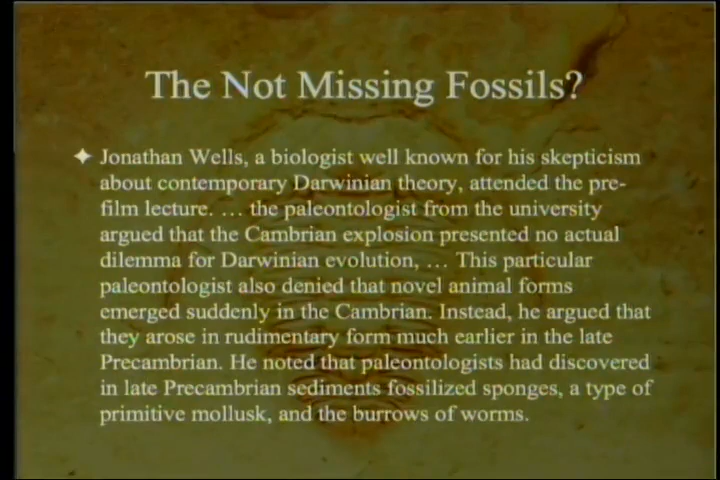 The Not Missing Fossils?
✦ Jonathan Wells, a biologist well known for his skepticism
about contemporary Darwinian theory, attended the pre-
film lecture. … the paleontologist from the university
argued that the Cambrian explosion presented no actual
dilemma for Darwinian evolution, … This particular
paleontologist also denied that novel animal forms
emerged suddenly in the Cambrian. Instead, he argued that
they arose in rudimentary form much earlier in the late
Precambrian. He noted that paleontologists had discovered
in late Precambrian sediments fossilized sponges, a type of
primitive mollusk, and the burrows of worms.